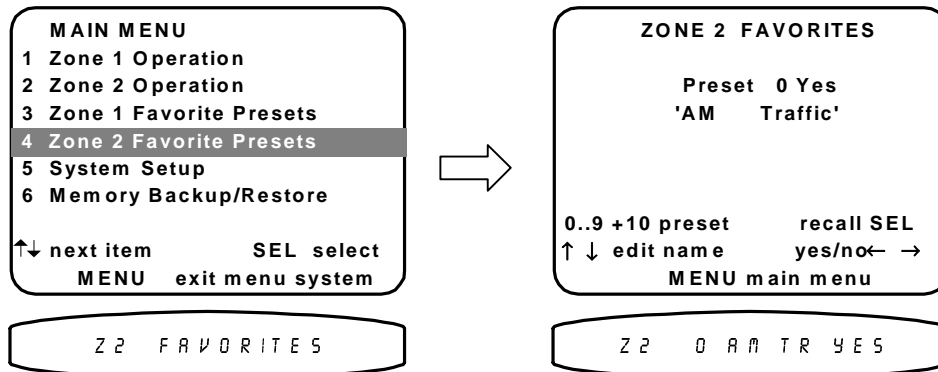 MAIN MENU
1 Zone 1 Operation
2 Zone 2 Operation
3 Zone 1 Favorite Presets
4 Zone 2 Favorite Presets
5 System Setup
6 Memory Backup/Restore
↑↓ next item SEL select
MENU exit menu system
Z2 FAVORITES
ZONE 2 FAVORITES
Preset 0 Yes
'AM Traffic'
0..9 +10 preset recall SEL
↑ ↓ edit name yes/no← →
MENU main menu
Z2 0 AM TR YES